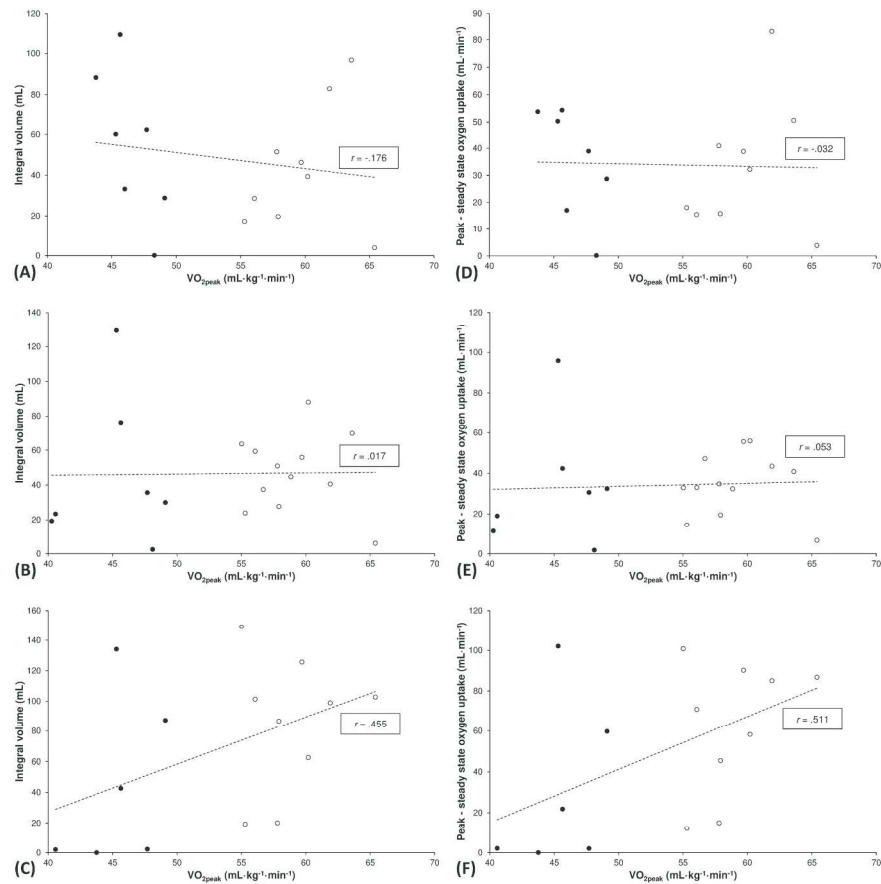 120
100
80
60
40
20
0
Integral volume (mL)
r = -.176
40 45 50 55 60 65 70
(A) VO2peak (mL·kg-1·min-1)
90
80
70
60
50
40
30
20
10
0
Peak - steady state oxygen uptake (mL·min-1)
r = -.032
40 45 50 55 60 65 70
(D) VO2peak (mL·kg-1·min-1)
140
120
100
80
60
40
20
0
Integral volume (mL)
r = .017
40 45 50 55 60 65 70
(B) VO2peak (mL·kg-1·min-1)
120
100
80
60
40
20
0
Peak - steady state oxygen uptake (mL·min-1)
r = .053
40 45 50 55 60 65 70
(E) VO2peak (mL·kg-1·min-1)
160
140
120
100
80
60
40
20
0
Integral volume (mL)
r = .455
40 45 50 55 60 65 70
(C) VO2peak (mL·kg-1·min-1)
120
100
80
60
40
20
0
Peak - steady state oxygen uptake (mL·min-1)
r = .511
40 45 50 55 60 65 70
(F) VO2peak (mL·kg-1·min-1)